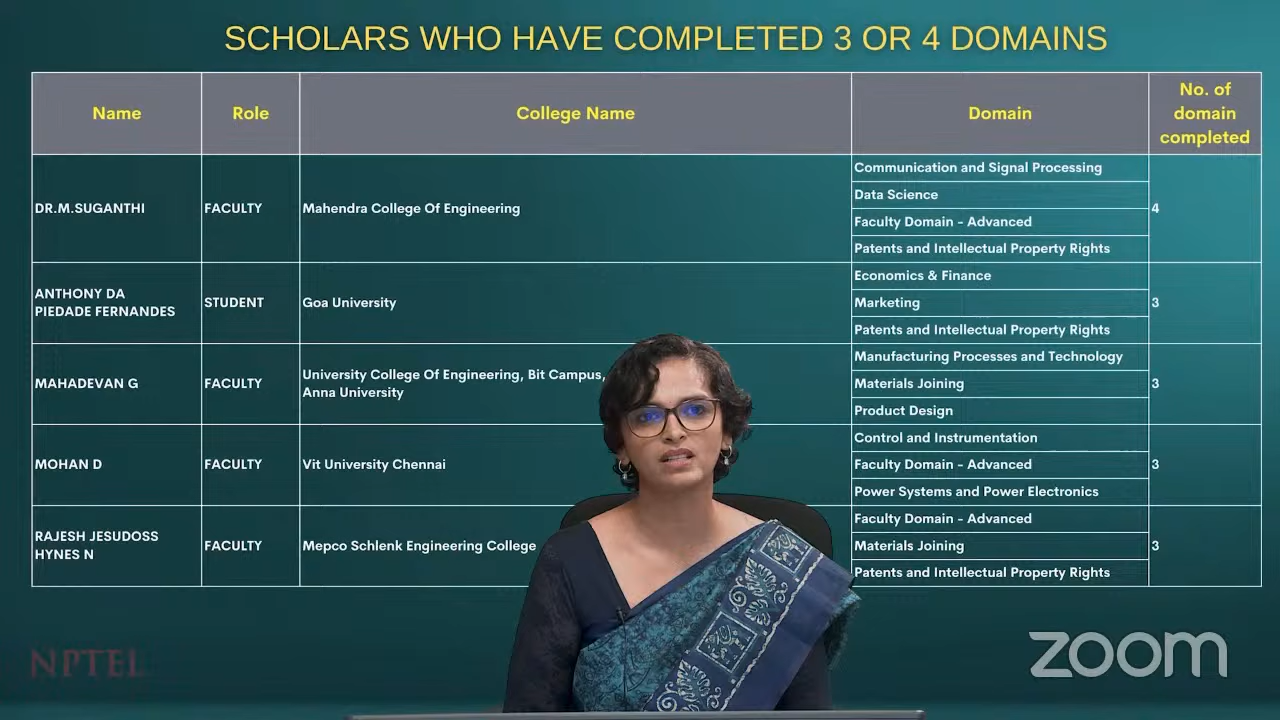 SCHOLARS WHO HAVE COMPLETED 3 OR 4 DOMAINS
Name Role College Name Domain No. of
domain
completed
DR.M.SUGANTHI FACULTY Mahendra College Of Engineering Communication and Signal Processing 4
Data Science
Faculty Domain - Advanced
Patents and Intellectual Property Rights
ANTHONY DA
PIEDADE FERNANDES STUDENT Goa University Economics & Finance 3
Marketing
Patents and Intellectual Property Rights
MAHADEVAN G FACULTY University College Of Engineering, Bit Campus,
Anna University Manufacturing Processes and Technology 3
Materials Joining
Product Design
MOHAN D FACULTY Vit University Chennai Control and Instrumentation 3
Faculty Domain - Advanced
Power Systems and Power Electronics
RAJESH JESUDOSS
HYNES N FACULTY Mepco Schlenk Engineering College Faculty Domain - Advanced 3
Materials Joining
Patents and Intellectual Property Rights
NPTEL
zoom